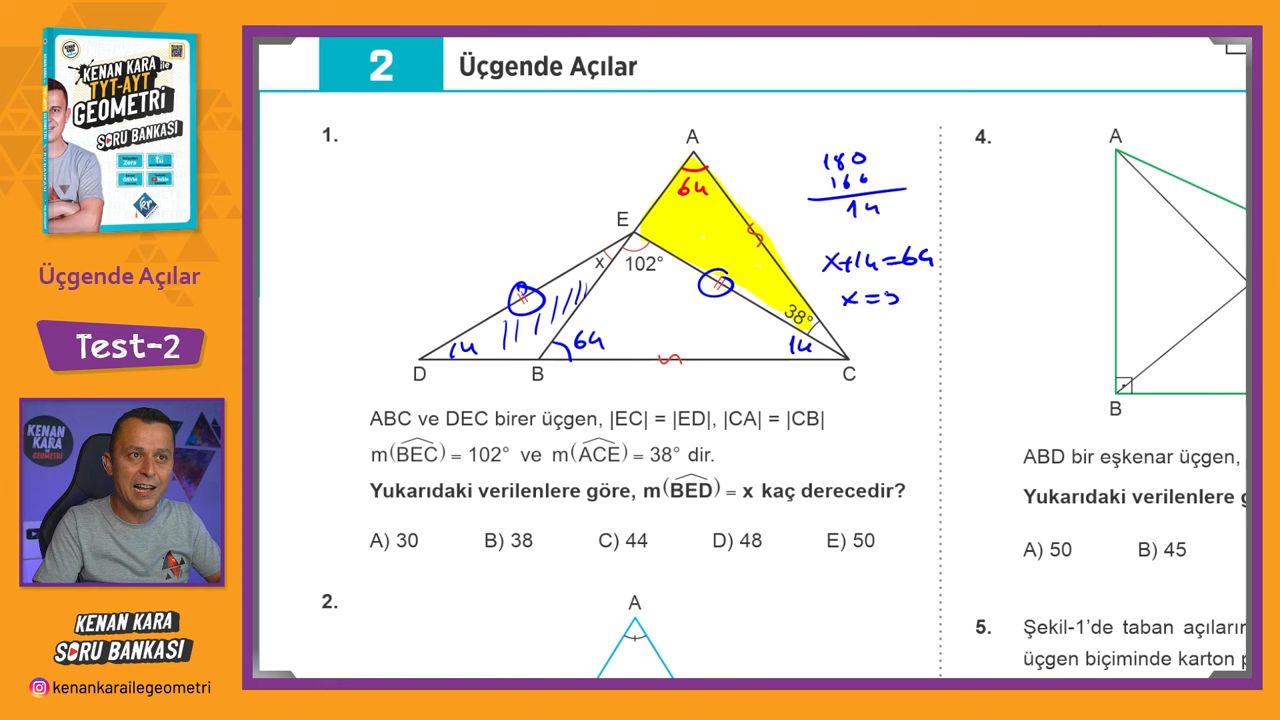 KENAN KARA ile
TYT-AYT
GEOMETRİ
SORU BANKASI
Üçgende Açılar
Test-2
KENAN
KARA
KENAN KARA
SORU BANKASI
kenankarailegeometri
2
Üçgende Açılar
1.
A
64
E
x
102°
38°
14
64
14
D
B
C
180
166
14
x+14=64
x=5
ABC ve DEC birer üçgen, |EC| = |ED|, |CA| = |CB|
m(BEC) = 102° ve m(ACE) = 38° dir.
Yukarıdaki verilenlere göre, m(BED) = x kaç derecedir?
A) 30 B) 38 C) 44 D) 48 E) 50
2.
A
4.
A
B
ABD bir eşkenar üçgen,
Yukarıdaki verilenlere
A) 50 B) 45
5. Şekil-1’de taban açıların
üçgen biçiminde karton